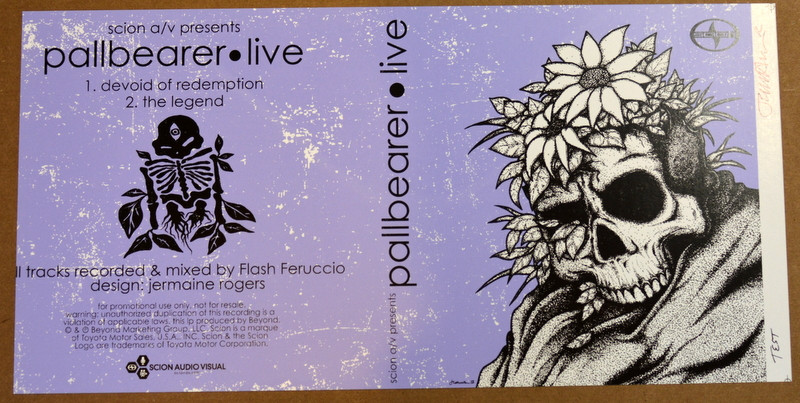 scion a/v presents
pallbearer•live
1. devoid of redemption
2. the legend
ll tracks recorded & mixed by Flash Feruccio
design: jermaine rogers
for promotional use only, not for resale.
warning: unauthorized duplication of this recording is a
violation of applicable laws. this lp produced by Beyond.
© & ® Beyond Marketing Group, LLC. Scion is a marque
of Toyota Motor Sales, U.S.A., INC. Scion & the Scion
Logo are trademarks of Toyota Motor Corporation.
SCION AUDIO VISUAL
scion a/v presents pallbearer•live
TEST